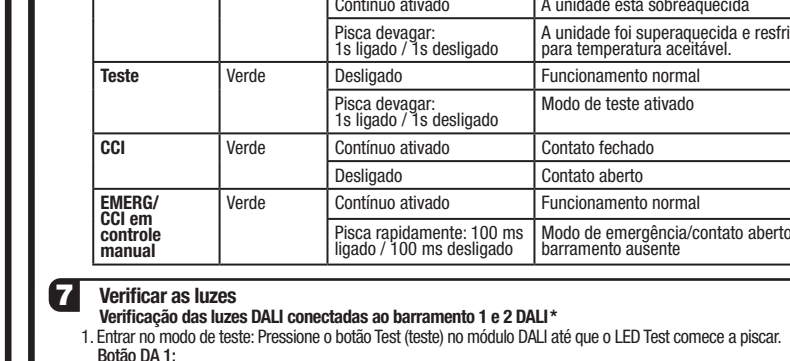 Contínuo ativado A unidade está sobreaquecida
Pisca devagar: A unidade foi superaquecida e
1s ligado / 1s desligado para temperatura aceitável.
Teste Verde Desligado Funcionamento normal
Pisca devagar: Modo de teste ativado
1s ligado / 1s desligado
CCI Verde Contínuo ativado Contato fechado
Desligado Contato aberto
EMERG/ Verde Contínuo ativado Funcionamento normal
CCI em
controle Pisca rapidamente: 100 ms Modo de emergência/contato aberto
manual ligado / 100 ms desligado barramento ausente
7 Verificar as luzes
Verificação das luzes DALI conectadas ao barramento 1 e 2 DALI*
1. Entrar no modo de teste: Pressione o botão Test (teste) no módulo DALI até que o LED Test comece a piscar.
Botão DA 1: